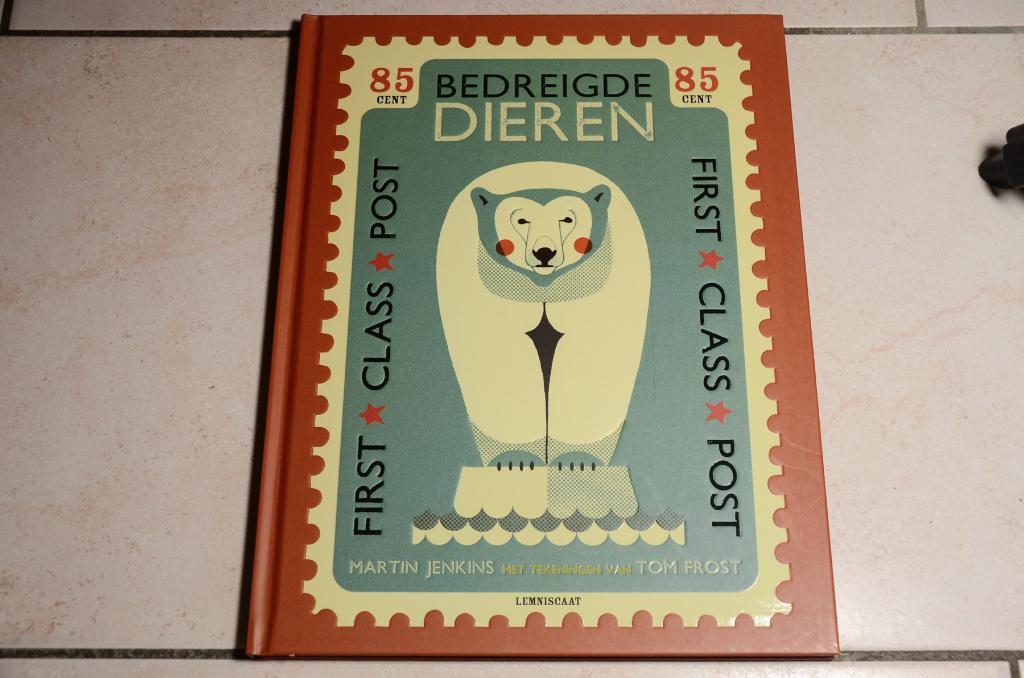 85
CENT
BEDREIGDE
DIEREN
85
CENT
FIRST ★ CLASS ★ POST
FIRST ★ CLASS ★ POST
MARTIN JENKINS MET TEKENINGEN VAN TOM FROST
LEMNISCAAT